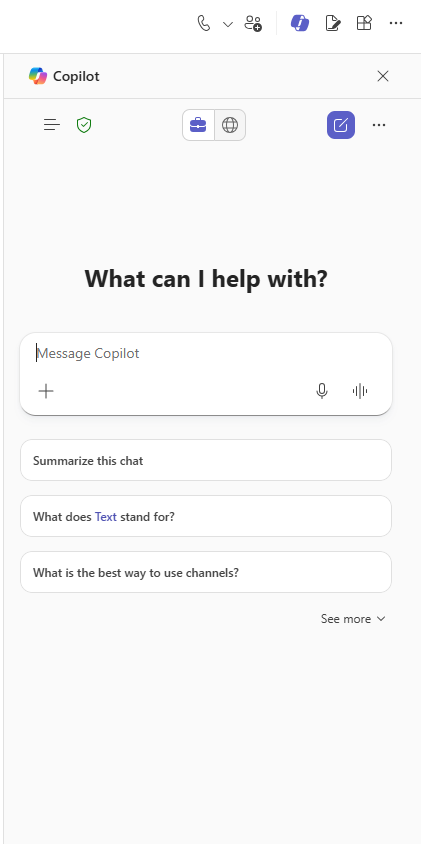 Copilot
What can I help with?
Message Copilot
Summarize this chat
What does Text stand for?
What is the best way to use channels?
See more